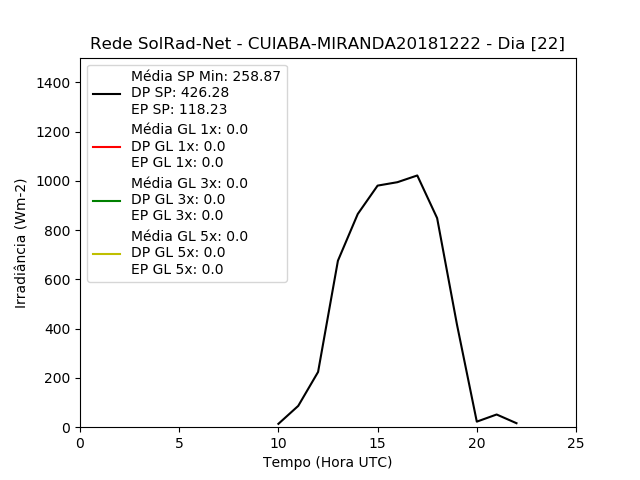 Rede SolRad-Net - CUIABA-MIRANDA20181222 - Dia [22]
Média SP Min: 258.87
DP SP: 426.28
EP SP: 118.23
Média GL 1x: 0.0
DP GL 1x: 0.0
EP GL 1x: 0.0
Média GL 3x: 0.0
DP GL 3x: 0.0
EP GL 3x: 0.0
Média GL 5x: 0.0
DP GL 5x: 0.0
EP GL 5x: 0.0
Irradiância (Wm-2)
1400
1200
1000
800
600
400
200
0
0 5 10 15 20 25
Tempo (Hora UTC)